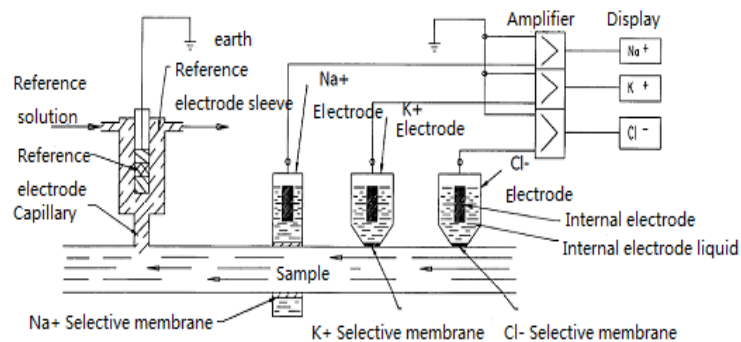 Amplifier Display
earth
Reference
solution
Reference
electrode sleeve
Na+
Electrode
K+
Electrode
Na+
K+
Cl-
Reference
electrode
Capillary
Cl-
Electrode
Internal electrode
Internal electrode liquid
Sample
Na+ Selective membrane
K+ Selective membrane
Cl- Selective membrane